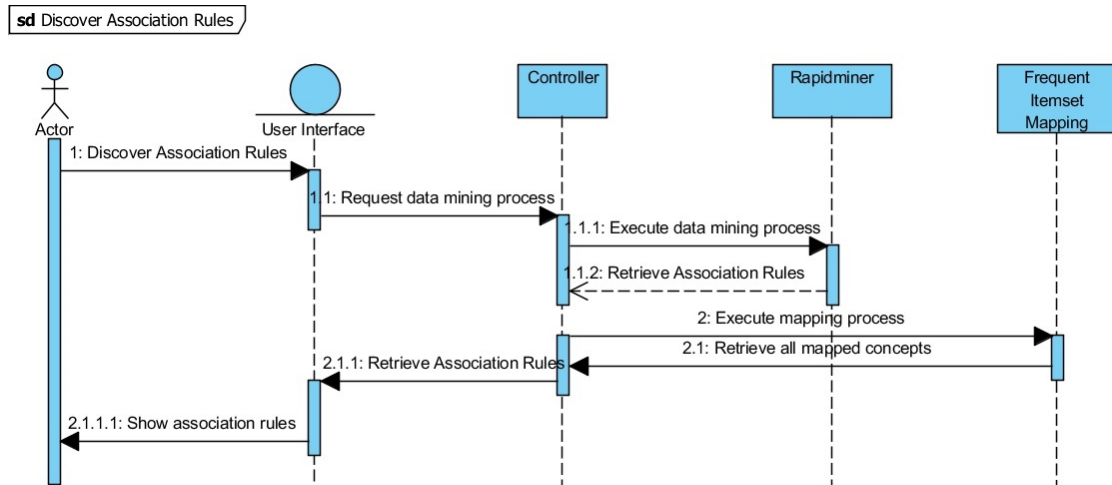 sd Discover Association Rules
Actor
User Interface
Controller
Rapidminer
Frequent
Itemset
Mapping
1: Discover Association Rules
1.1: Request data mining process
1.1.1: Execute data mining process
1.1.2: Retrieve Association Rules
2: Execute mapping process
2.1: Retrieve all mapped concepts
2.1.1: Retrieve Association Rules
2.1.1.1: Show association rules